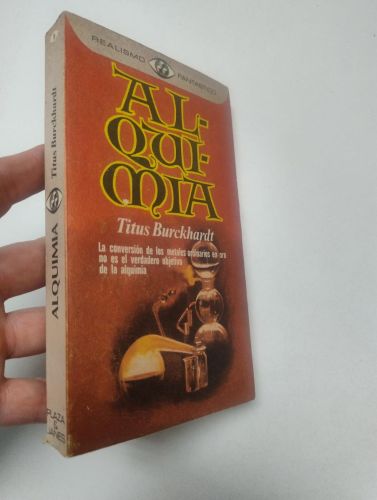 REALISMO FANTASTICO
AL-
QUI-
MIA
Titus Burckhardt
La conversión de los metales ordinarios en oro
no es el verdadero objetivo
de la alquimia
ALQUIMIA Titus Burckhardt
PLAZA
&
JANES